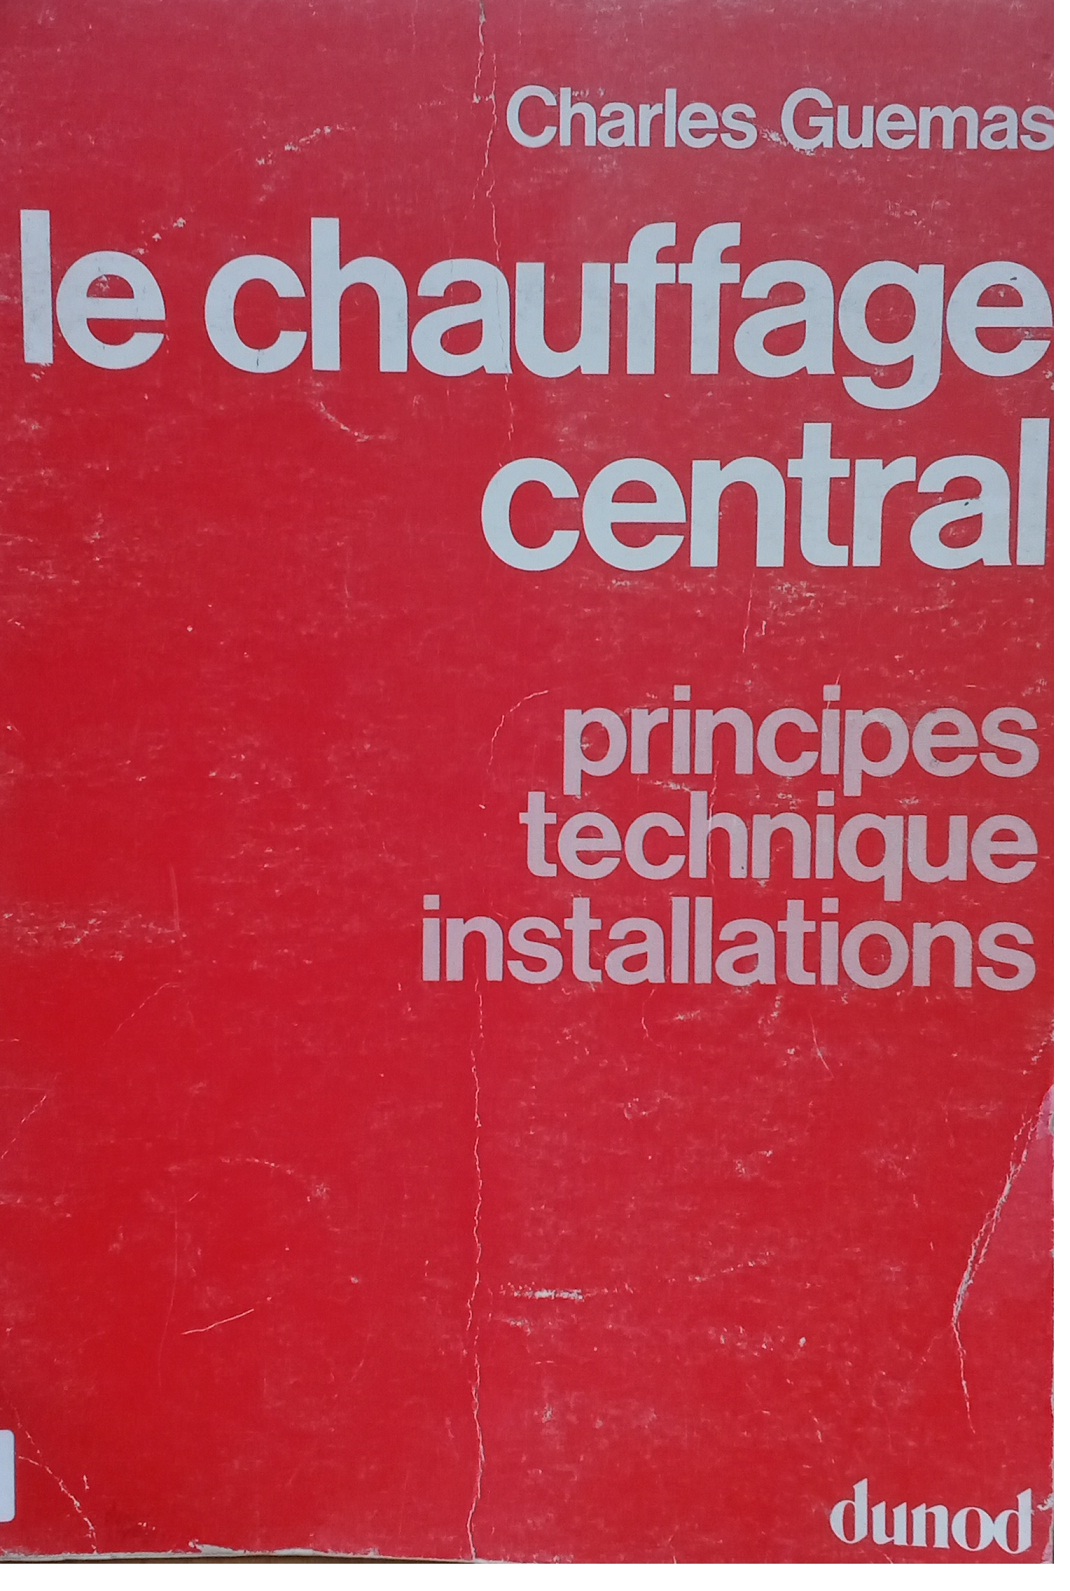 Charles Guemas
le chauffage
central
principes
technique
installations
dunod